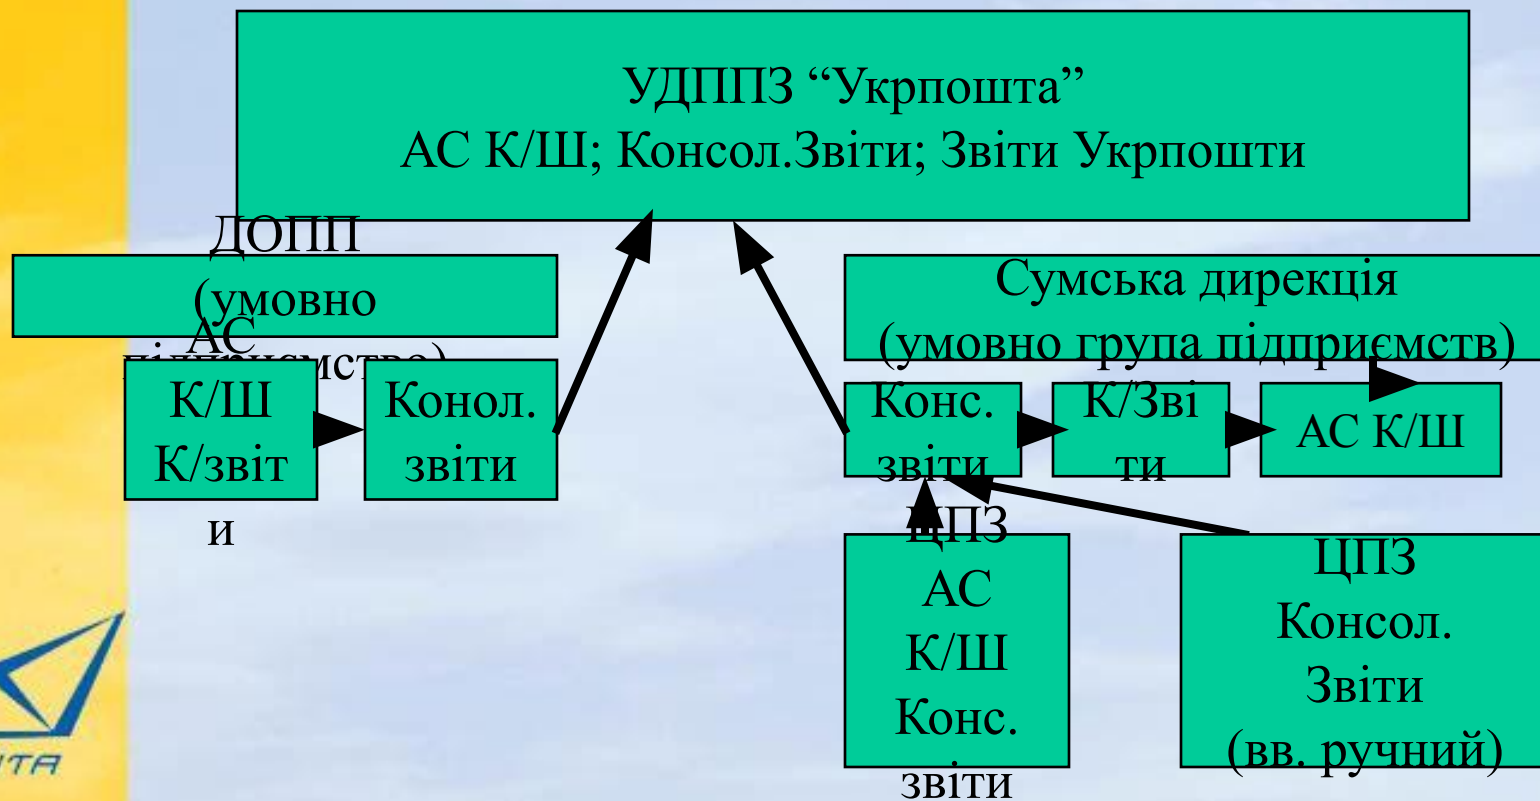 УДППЗ “Укрпошта”
АС К/Ш; Консол.Звіти; Звіти Укрпошти
ДОПП
(умовно
підприємство)
АС
К/Ш
К/звіт
и
Конол.
звіти
Сумська дирекція
(умовно група підприємств)
Конс.
звіти
К/Зві
ти
АС К/Ш
ЦПЗ
АС
К/Ш
Конс.
звіти
ЦПЗ
Консол.
Звіти
(вв. ручний)